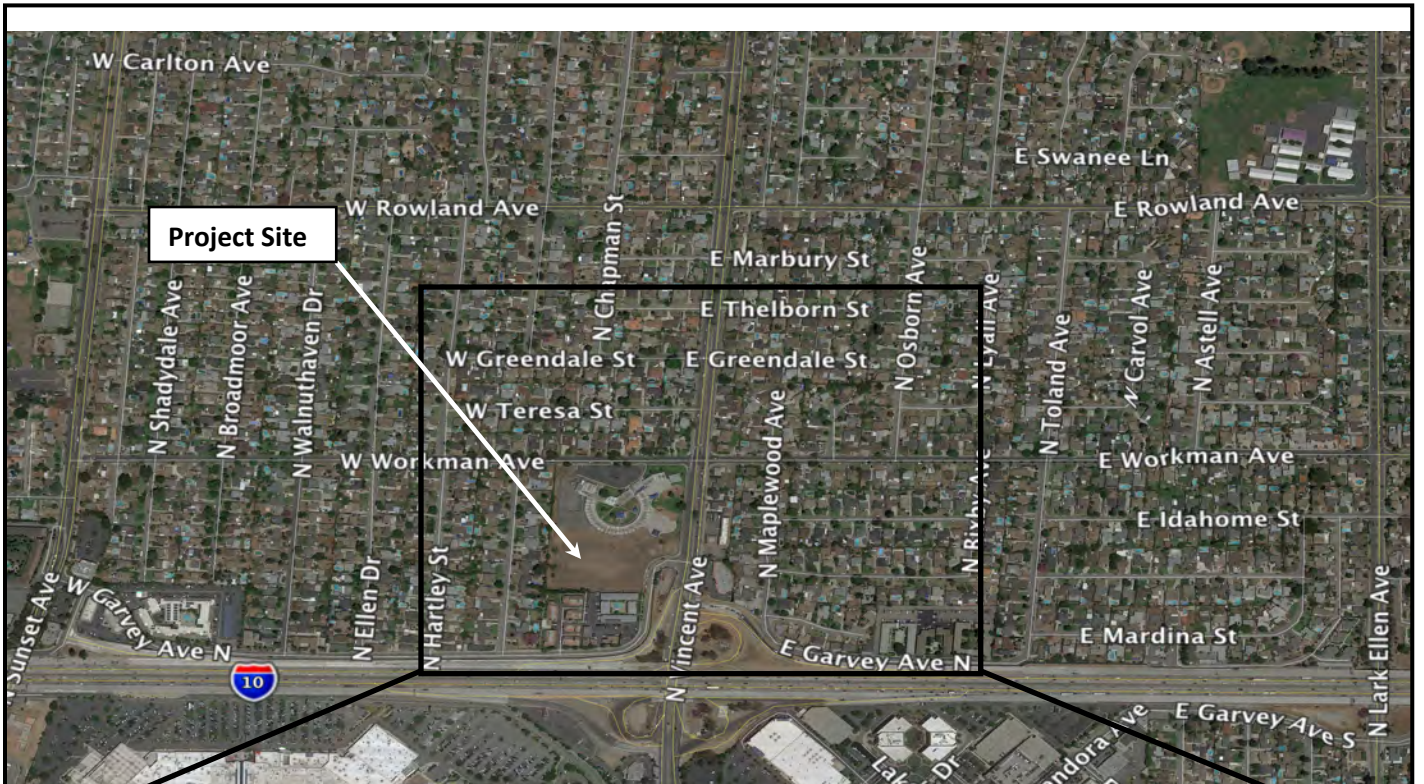 W Carlton Ave
E Swanee Ln
W Rowland Ave
E Rowland Ave
Project Site
N Chapman St
E Marbury St
N Shadydale Ave
N Broadmoor Ave
N Walnuthaven Dr
E Thelborn St
N Osborn Ave
N Lyall Ave
N Toland Ave
N Carvol Ave
N Astell Ave
W Greendale St
E Greendale St
W Teresa St
N Maplewood Ave
W Workman Ave
E Workman Ave
E Idahome St
N Sunset Ave
W Garvey Ave N
N Ellen Dr
N Hartley St
N Vincent Ave
N Bixby Ave
E Mardina St
N Lark Ellen Ave
E Garvey Ave N
10
E Garvey Ave S
Dr